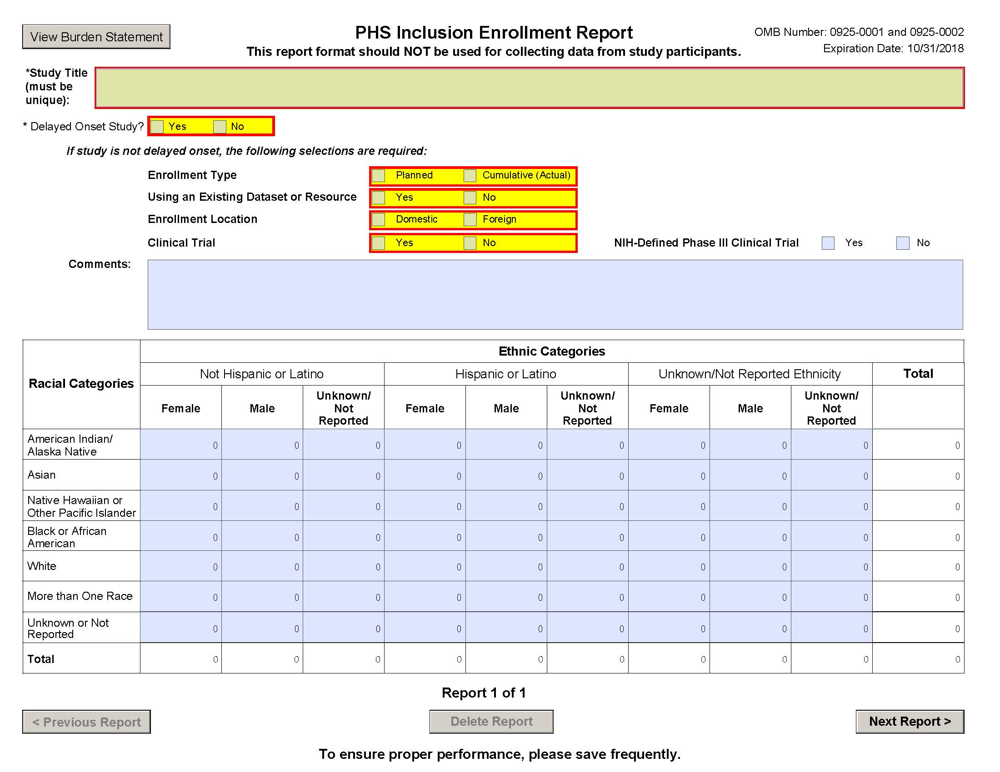 View Burden Statement
PHS Inclusion Enrollment Report
This report format should NOT be used for collecting data from study participants.
OMB Number: 0925-0001 and 0925-0002
Expiration Date: 10/31/2018
*Study Title
(must be
unique):
* Delayed Onset Study? Yes No
If study is not delayed onset, the following selections are required:
Enrollment Type Planned Cumulative (Actual)
Using an Existing Dataset or Resource Yes No
Enrollment Location Domestic Foreign
Clinical Trial Yes No NIH-Defined Phase III Clinical Trial Yes No
Comments:
Racial Categories
Ethnic Categories
Not Hispanic or Latino Hispanic or Latino Unknown/Not Reported Ethnicity Total
Female Male Unknown/ Not Reported Female Male Unknown/ Not Reported Female Male Unknown/ Not Reported
American Indian/
Alaska Native 0 0 0 0 0 0 0 0 0 0
Asian 0 0 0 0 0 0 0 0 0 0
Native Hawaiian or
Other Pacific Islander 0 0 0 0 0 0 0 0 0 0
Black or African
American 0 0 0 0 0 0 0 0 0 0
White 0 0 0 0 0 0 0 0 0 0
More than One Race 0 0 0 0 0 0 0 0 0 0
Unknown or Not
Reported 0 0 0 0 0 0 0 0 0 0
Total 0 0 0 0 0 0 0 0 0 0
Report 1 of 1
< Previous Report Delete Report Next Report >
To ensure proper performance, please save frequently.